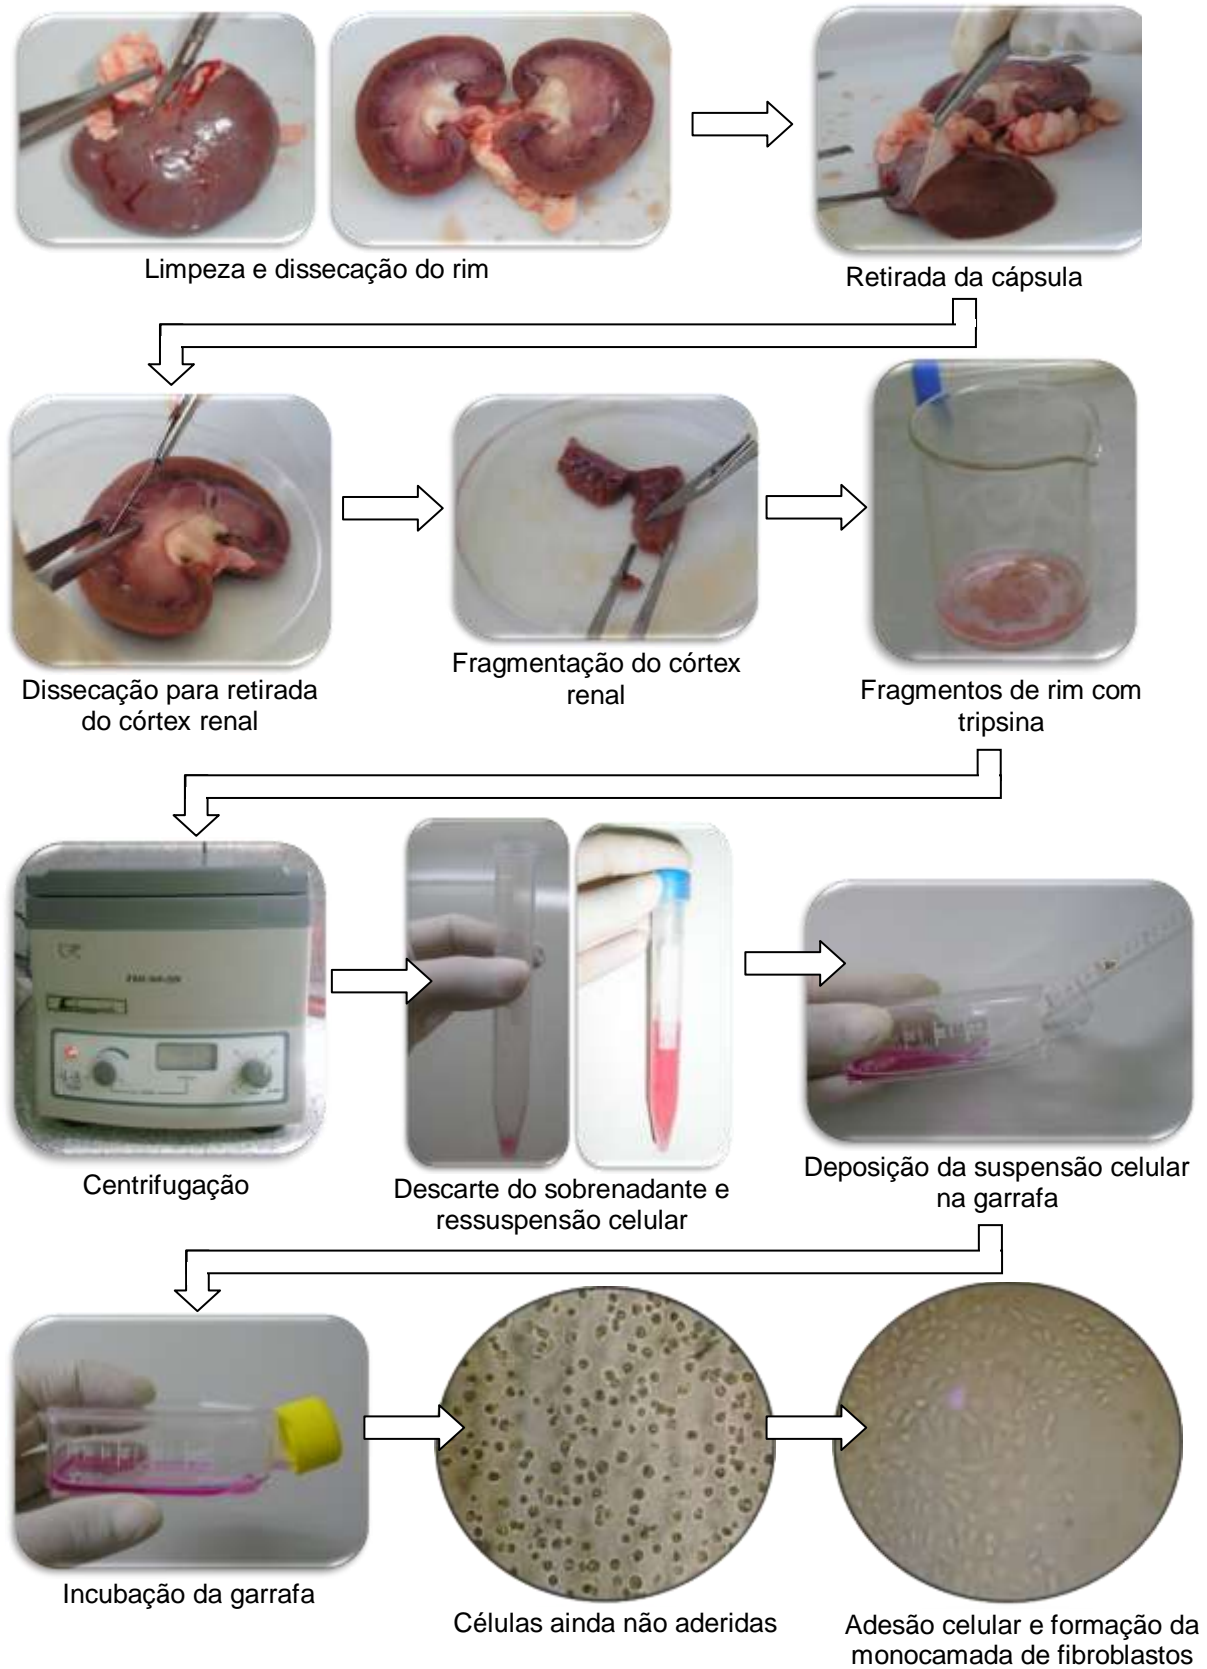 Limpeza e dissecação do rim
Retirada da cápsula
Dissecação para retirada
do córtex renal
Fragmentação do córtex
renal
Fragmentos de rim com
tripsina
Centrifugação
Descarte do sobrenadante e
ressuspensão celular
Deposição da suspensão celular
na garrafa
Incubação da garrafa
Células ainda não aderidas
Adesão celular e formação da
monocamada de fibroblastos